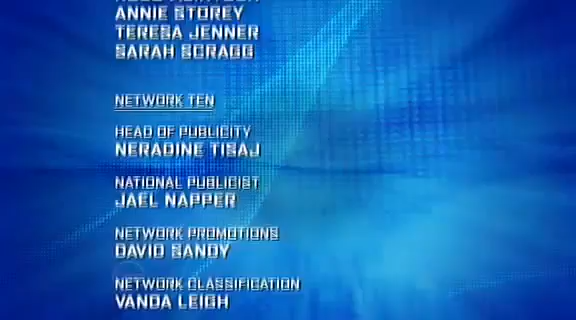 ANNIE STOREY
TERESA JENNER
SARAH SCRAGG
NETWORK TEN
HEAD OF PUBLICITY
NERADINE TISAJ
NATIONAL PUBLICIST
JAEL NAPPER
NETWORK PROMOTIONS
DAVID SANDY
NETWORK CLASSIFICATION
VANDA LEIGH